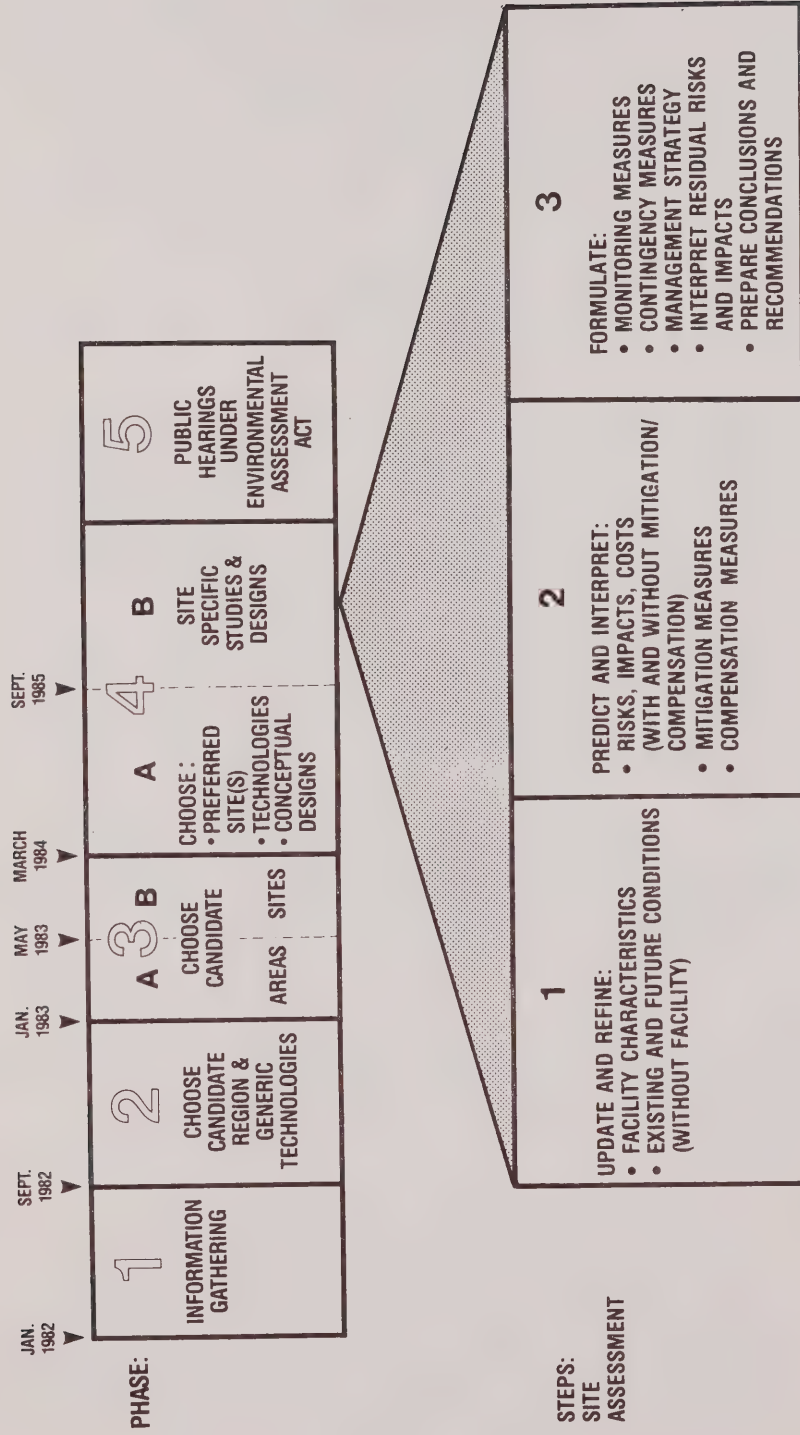 JAN.
1982
SEPT.
1982
JAN.
1983
MAY
1983
MARCH
1984
SEPT.
1985
PHASE:
1
INFORMATION
GATHERING
2
CHOOSE
CANDIDATE
REGION &
GENERIC
TECHNOLOGIES
A 3 B
CHOOSE
CANDIDATE
AREAS SITES
4
A
CHOOSE:
• PREFERRED
SITE(S)
• TECHNOLOGIES
• CONCEPTUAL
DESIGNS
B
SITE
SPECIFIC
STUDIES &
DESIGNS
5
PUBLIC
HEARINGS
UNDER
ENVIRONMENTAL
ASSESSMENT
ACT
STEPS:
SITE
ASSESSMENT
1
UPDATE AND REFINE:
• FACILITY CHARACTERISTICS
• EXISTING AND FUTURE CONDITIONS
(WITHOUT FACILITY)
2
PREDICT AND INTERPRET:
• RISKS, IMPACTS, COSTS
(WITH AND WITHOUT MITIGATION/
COMPENSATION)
• MITIGATION MEASURES
• COMPENSATION MEASURES
3
FORMULATE:
• MONITORING MEASURES
• CONTINGENCY MEASURES
• MANAGEMENT STRATEGY
• INTERPRET RESIDUAL RISKS
AND IMPACTS
• PREPARE CONCLUSIONS AND
RECOMMENDATIONS